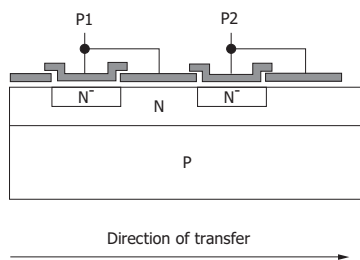 P1 P2
N⁻ N N⁻
P
Direction of transfer